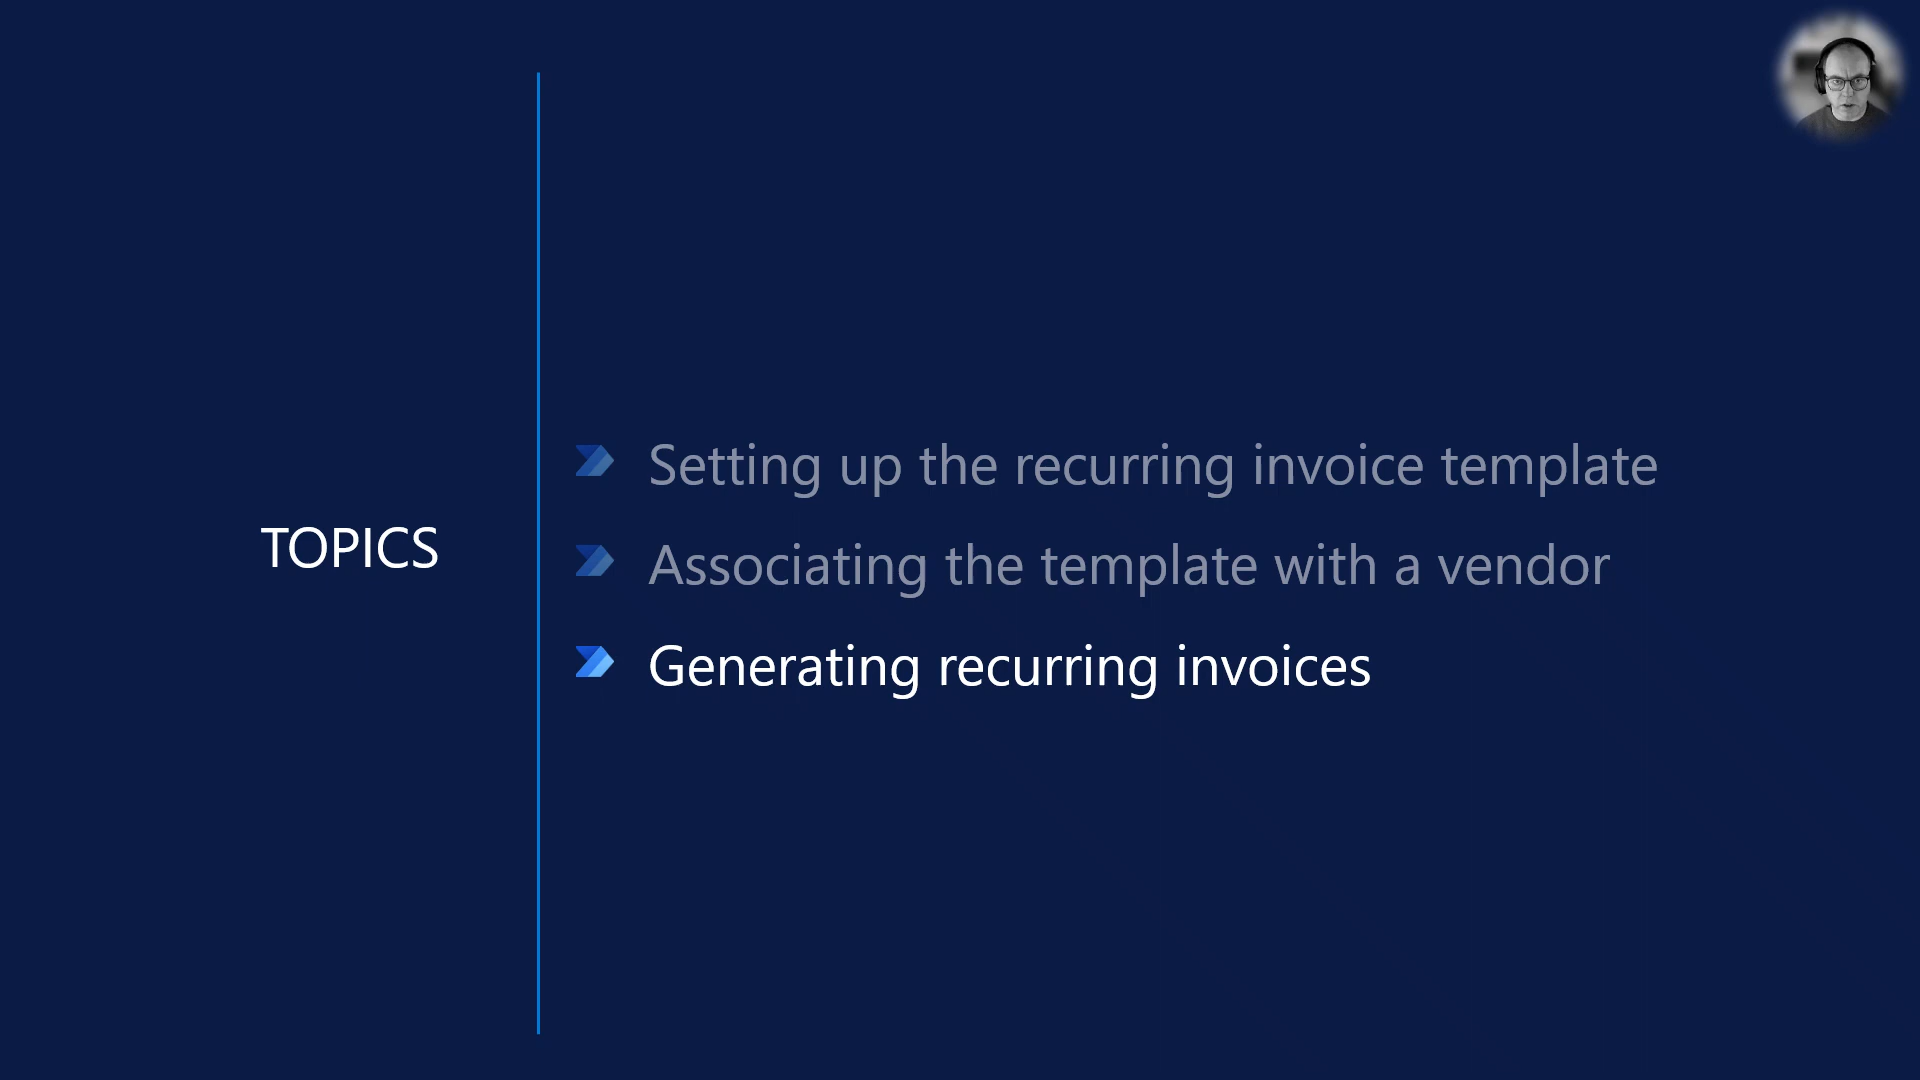 TOPICS
Setting up the recurring invoice template
Associating the template with a vendor
Generating recurring invoices